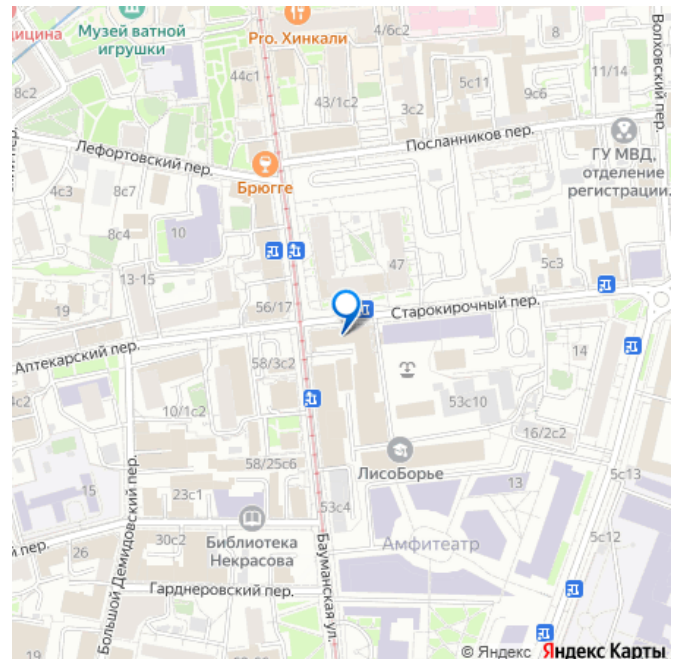 Музей ватной
игрушки
дицина
Pro. Хинкали
4/6с2
8
8с2
44с1
43/1с2
5с11
3с2
9с6
11/14
Волховский пер.
Посланников пер.
Лефортовский пер.
Брюгге
ГУ МВД,
отделение
регистрации.
4с3
8с7
8с4
10
13-15
47
5с3
19
56/17
Старокирочный пер.
Аптекарский пер.
58/3с2
14
10/1с2
53с10
16/2с2
58/25с6
ЛисоБорье
5с13
15
23с1
53с4
13
30с2
26
Библиотека
Некрасова
Амфитеатр
5с12
пер.
Большой Демидовский пер.
Гарднеровский пер.
Бауманская ул.
19
© Яндекс Яндекс Карты